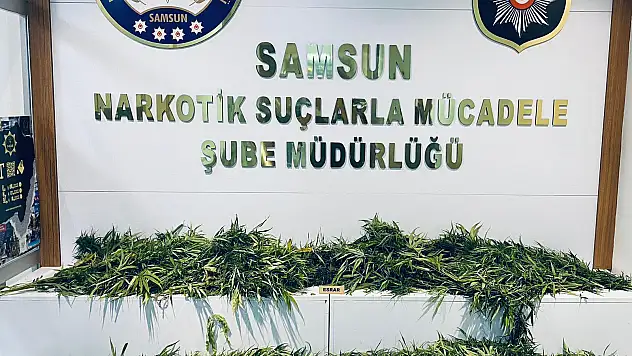 SAMSUN
SAMSUN
NARKOTİK SUÇLARLA MÜCADELE
ŞUBE MÜDÜRLÜĞÜ
ESRAR